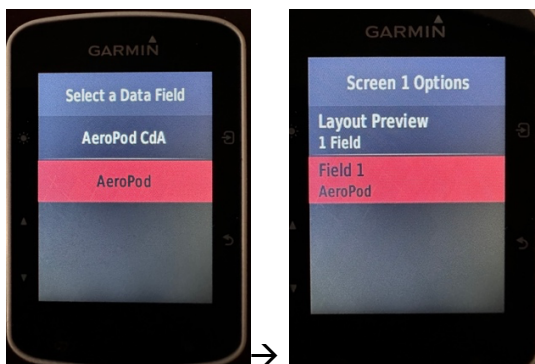 GARMIN
Select a Data Field
AeroPod CdA
AeroPod
→
GARMIN
Screen 1 Options
Layout Preview
1 Field
Field 1
AeroPod